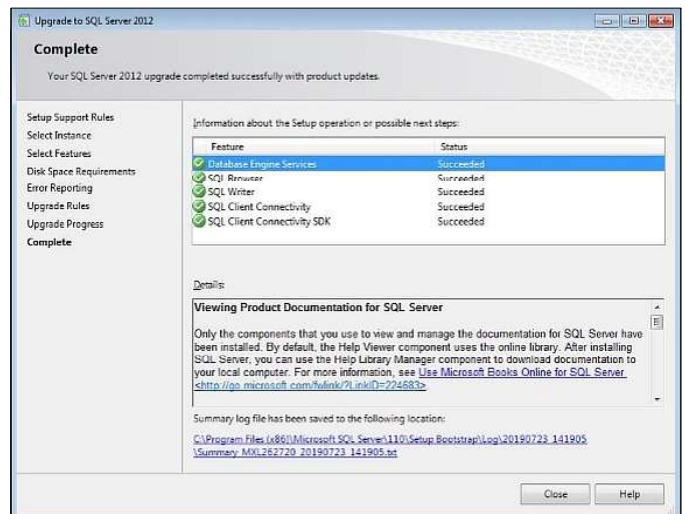 Upgrade to SQL Server 2012
Complete
Your SQL Server 2012 upgrade completed successfully with product updates.
Setup Support Rules
Select Instance
Select Features
Disk Space Requirements
Error Reporting
Upgrade Rules
Upgrade Progress
Complete
Information about the Setup operation or possible next steps:
Feature Status
Database Engine Services Succeeded
SQL Browser Succeeded
SQL Writer Succeeded
SQL Client Connectivity Succeeded
SQL Client Connectivity SDK Succeeded
Details:
Viewing Product Documentation for SQL Server
Only the components that you use to view and manage the documentation for SQL Server have
been installed. By default, the Help Viewer component uses the online library. After installing
SQL Server, you can use the Help Library Manager component to download documentation to
your local computer. For more information, see Use Microsoft Books Online for SQL Server
<http://go.microsoft.com/fwlink/?LinkID=224683>.
Summary log file has been saved to the following location:
C:\Program Files (x86)\Microsoft SQL Server\110\Setup Bootstrap\Log\20190723_141905
\Summary_MXL262720_20190723_141905.txt
Close Help